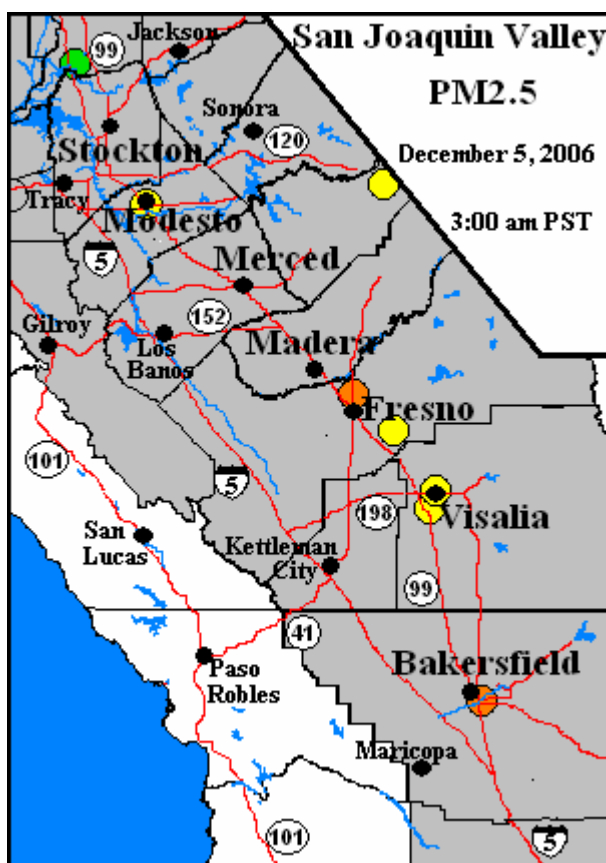 San Joaquin Valley
PM2.5
December 5, 2006
3:00 am PST
99
Jackson
Sonora
120
Stockton
Tracy
Modesto
5
Merced
152
Gilroy
Los
Banos
Madera
Fresno
101
5
198
Visalia
San
Lucas
Kettleman
City
99
41
Paso
Robles
Bakersfield
Maricopa
101
5